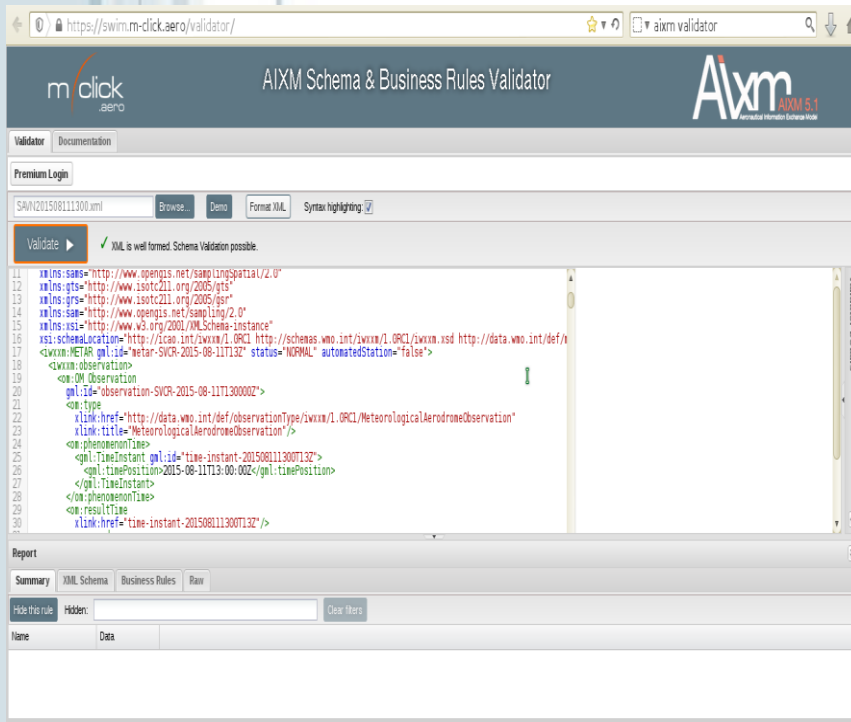 https://swim.m-click.aero/validator/
aixm validator
m/click
.aero
AIXM Schema & Business Rules Validator
Aixm
AIXM 5.1
Aeronautical Information Exchange Model
Validator Documentation
Premium Login
SAVN201508111300.xml Browse... Demo Format XML Syntax highlighting:
Validate XML is well formed. Schema Validation possible.
11 xmlns:sams="http://www.opengis.net/samplingSpatial/2.0"
12 xmlns:gts="http://www.isotc211.org/2005/gts"
13 xmlns:grs="http://www.isotc211.org/2005/gsr"
14 xmlns:sam="http://www.opengis.net/sampling/2.0"
15 xmlns:xsi="http://www.w3.org/2001/XMLSchema-instance"
16 xsi:schemaLocation="http://icao.int/iwxxm/1.0RC1 http://schemas.wmo.int/iwxxm/1.0RC1/iwxxm.xsd http://data.wmo.int/def/
17 <iwxxm:METAR gml:id="metar-SVCR-2015-08-11T13Z" status="NORMAL" automatedStation="false">
18 <iwxxm:observation>
19 <om:OM_Observation
20 gml:id="observation-SVCR-2015-08-11T130000Z">
21 <om:type
22 xlink:href="http://data.wmo.int/def/observationType/iwxxm/1.0RC1/MeteorologicalAerodromeObservation"
23 xlink:title="MeteorologicalAerodromeObservation"/>
24 <om:phenomenonTime>
25 <gml:TimeInstant gml:id="time-instant-201508111300T13Z">
26 <gml:timePosition>2015-08-11T13:00:00Z</gml:timePosition>
27 </gml:TimeInstant>
28 </om:phenomenonTime>
29 <om:resultTime
30 xlink:href="time-instant-201508111300T13Z"/>
Report
Summary XML Schema Business Rules Raw
Hide this rule Hidden: Clear filters
Name Data